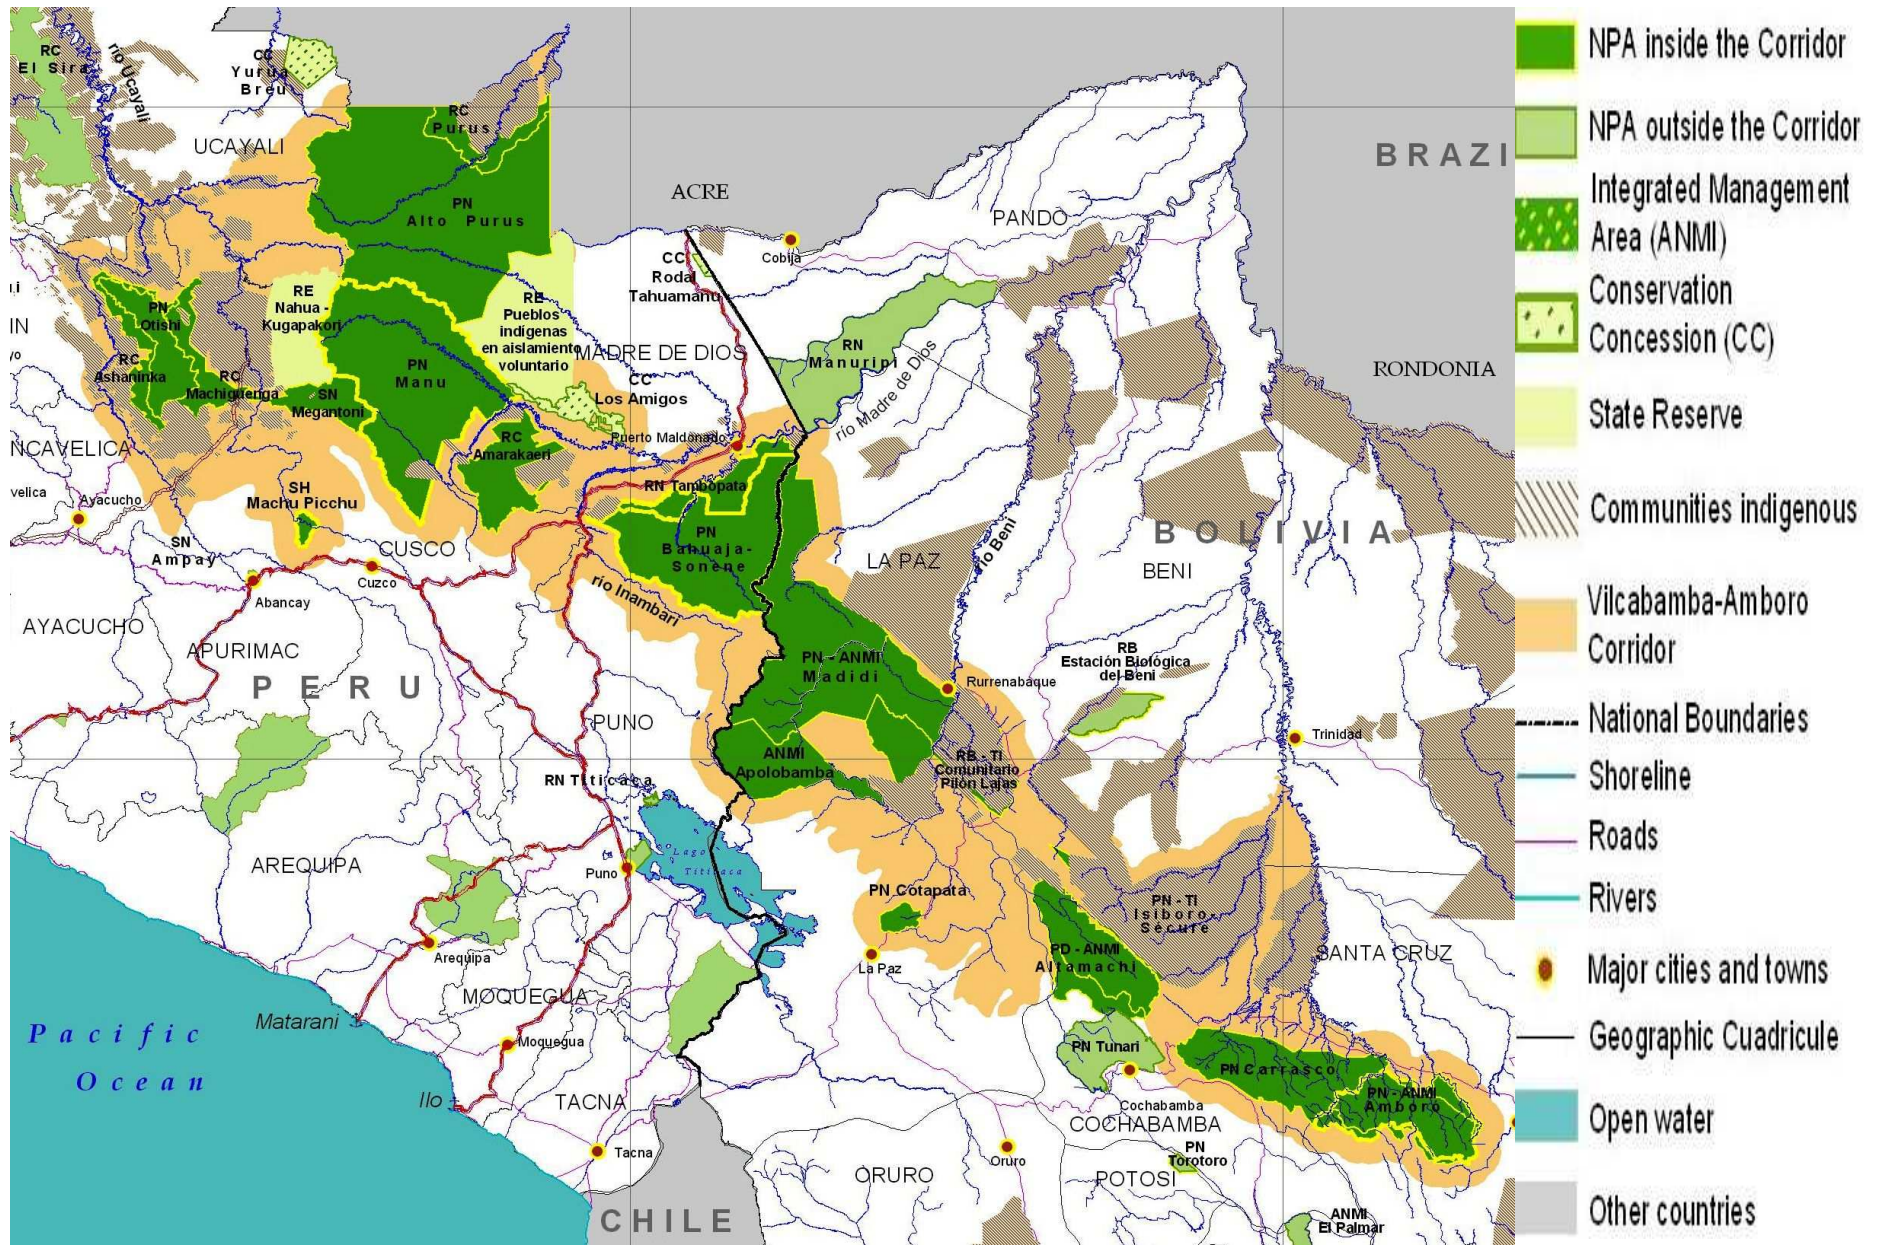 RC
El Sira
río Ucayali
CC
Yurua
Breu
UCAYALI
RC
Purus
PN
Alto Purus
ACRE
PANDO
BRAZI
Cobija
CC
Rodal
Tahuamanu
RE
Nahua -
Kugapakori
RE
Pueblos
indígenas
en aislamiento
voluntario
PN
Otishi
RC
Ashaninka
RC
Machiguenga
SN
Megantoni
PN
Manu
MADRE DE DIOS
CC
Los Amigos
RN
Manuripi
río Madre de Dios
RONDONIA
IN
yo
NCAVELICA
velica
Ayacucho
RC
Amarakaeri
Puerto Maldonado
SH
Machu Picchu
RN Tambopata
SN
Ampay
CUSCO
Cuzco
Abancay
PN
Bahuaja-
Sonene
río Inambari
LA PAZ
río Beni
BOLIVIA
BENI
AYACUCHO
APURIMAC
PERU
PN - ANMI
Madidi
RB
Estación Biológica
del Beni
Rurrenabaque
PUNO
Trinidad
ANMI
Apolobamba
RB - TI
Comunitario
Pilón Lajas
RN Titicaca
AREQUIPA
Puno
Lago
Titicaca
PN Cotapata
PN - TI
Isiboro-
Sécure
Arequipa
La Paz
PD - ANMI
Altamachi
SANTA CRUZ
MOQUEGUA
Matarani
Pacific
Ocean
Moquegua
PN Tunari
PN Carrasco
PN - ANMI
Amboro
Ilo
TACNA
Cochabamba
COCHABAMBA
Tacna
Oruro
PN
Torotoro
ORURO
POTOSI
CHILE
ANMI
El Palmar
NPA inside the Corridor
NPA outside the Corridor
Integrated Management
Area (ANMI)
Conservation
Concession (CC)
State Reserve
Communities indigenous
Vilcabamba-Amboro
Corridor
National Boundaries
Shoreline
Roads
Rivers
Major cities and towns
Geographic Cuadricule
Open water
Other countries